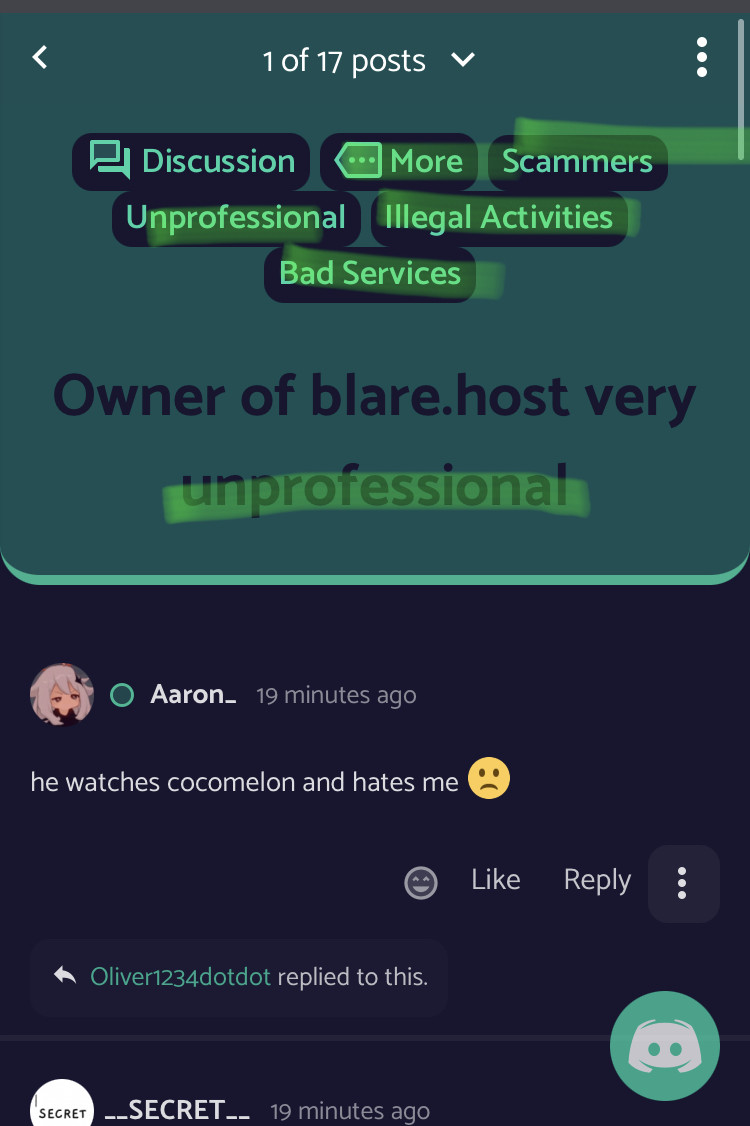 1 of 17 posts
Discussion More Scammers
Unprofessional Illegal Activities
Bad Services
Owner of blare.host very
unprofessional
Aaron_ 19 minutes ago
he watches cocomelon and hates me
Like Reply
Oliver1234dotdot replied to this.
SECRET __SECRET__ 19 minutes ago